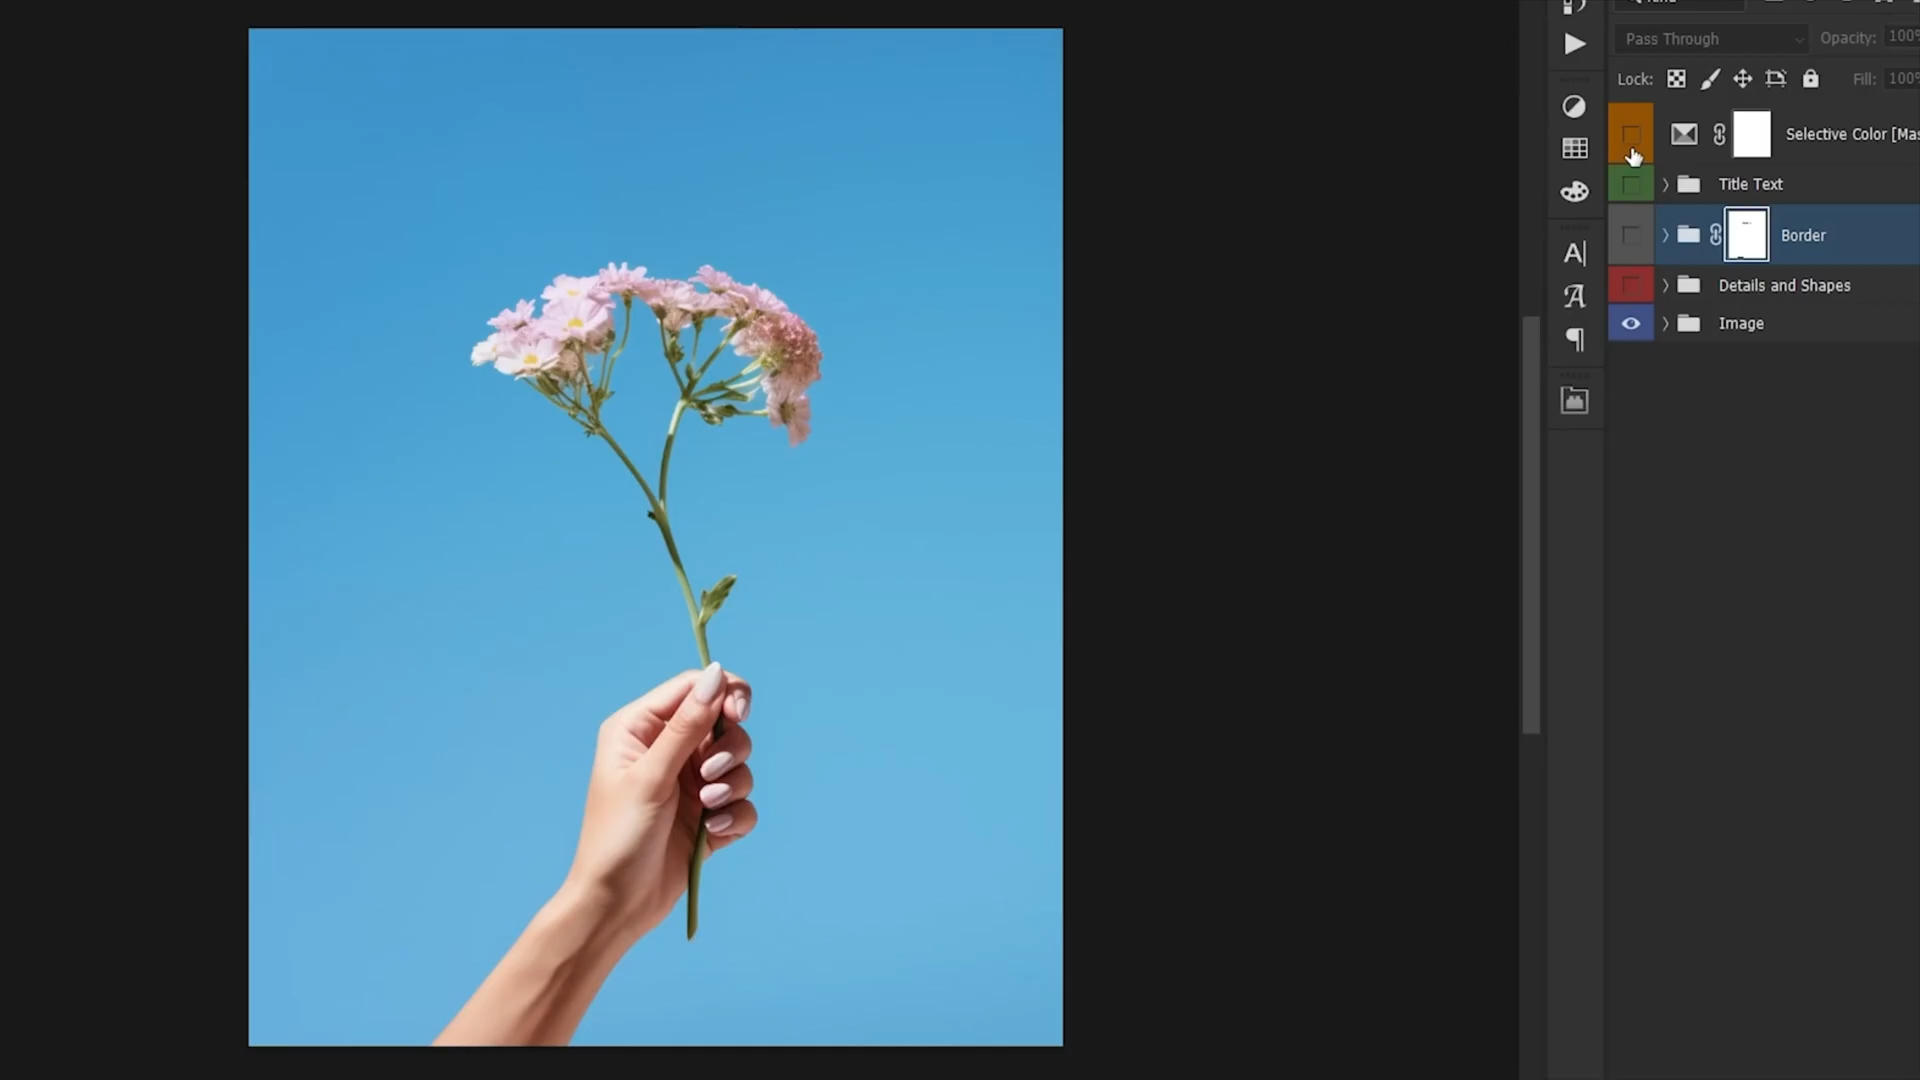 Pass Through
Opacity: 100%
Lock:
Fill: 100%
Selective Color [Mas
Title Text
Border
Details and Shapes
Image